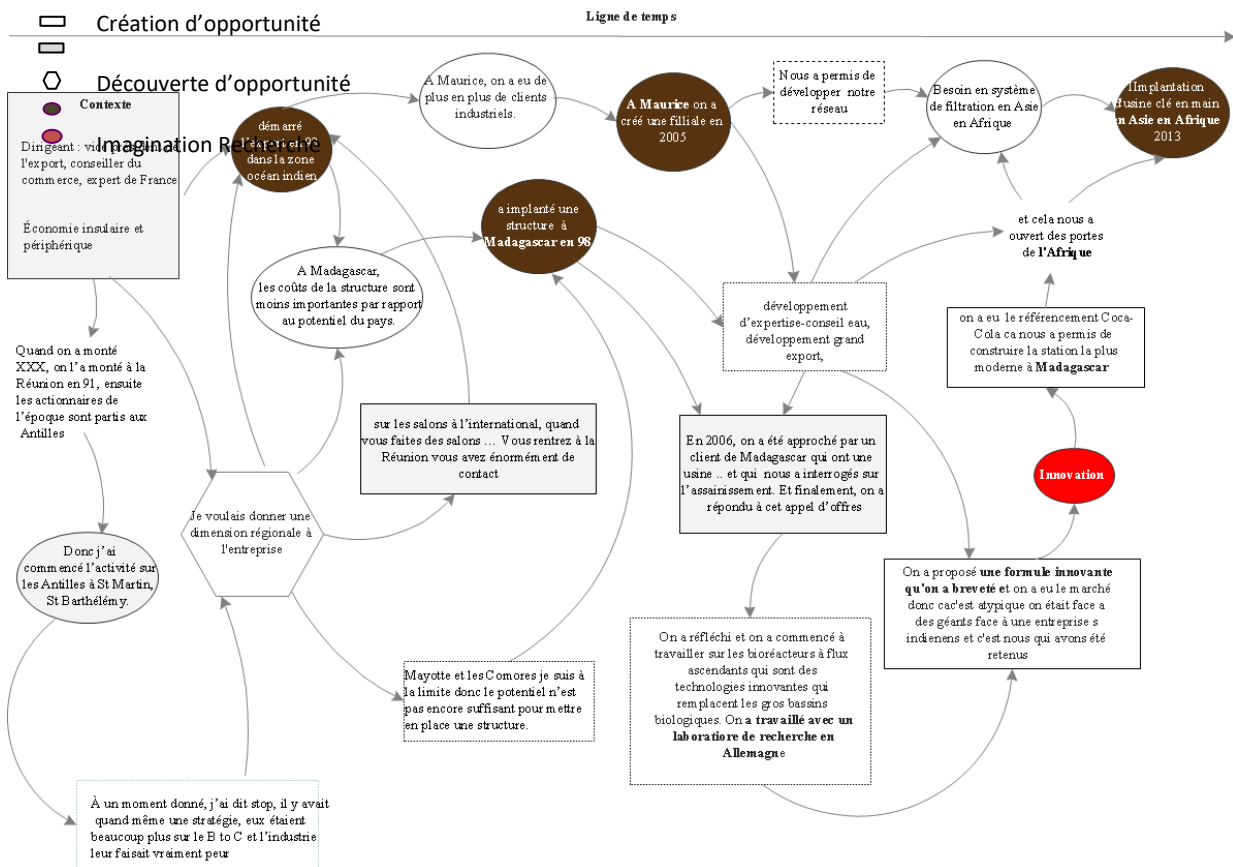 Ligne de temps
Création d’opportunité
Découverte d’opportunité
Imagination Recherche
Contexte
Dirigeant : vice
l'export, conseiller du
commerce, expert de France
Économie insulaire et
périphérique
démarré
dans la zone
océan indien
A Maurice, on a eu de
plus en plus de clients
industriels.
A Maurice on a
créé une filliale en
2005
Nous a permis de
développer notre
réseau
Besoin en système
de filtration en Asie
en Afrique
l'Implantation
d'usine clé en main
en Asie en Afrique
2013
a implanté une
structure à
Madagascar en 98
et cela nous a
ouvert des portes
de l'Afrique
A Madagascar,
les coûts de la structure sont
moins importantes par rapport
au potentiel du pays.
développement
d’expertise-conseil eau,
développement grand
export,
on a eu le référencement Coca-
Cola ca nous a permis de
construire la station la plus
moderne à Madagascar
Quand on a monté
XXX, on l’a monté à la
Réunion en 91, ensuite
les actionnaires de
l’époque sont partis aux
Antilles
sur les salons à l’international, quand
vous faites des salons … Vous rentrez à la
Réunion vous avez énormément de
contact
En 2006, on a été approché par un
client de Madagascar qui ont une
usine .. et qui nous a interrogés sur
l’assainissement. Et finalement, on a
répondu à cet appel d’offres
Innovation
Je voulais donner une
dimension régionale à
l'entreprise
Donc j’ai
commencé l’activité sur
les Antilles à St Martin,
St Barthélémy.
On a proposé une formule innovante
qu'on a breveté et on a eu le marché
donc cac'est atypique on était face a
des géants face à une entreprise s
indienens et c'est nous qui avons été
retenus
On a réfléchi et on a commencé à
travailler sur les bioréacteurs à flux
ascendants qui sont des
technologies innovantes qui
remplacent les gros bassins
biologiques. On a travaillé avec un
laboratiore de recherche en
Allemagne
Mayotte et les Comores je suis à
la limite donc le potentiel n’est
pas encore suffisant pour mettre
en place une structure.
À un moment donné, j’ai dit stop, il y avait
quand même une stratégie, eux étaient
beaucoup plus sur le B to C et l’industrie
leur faisait vraiment peur